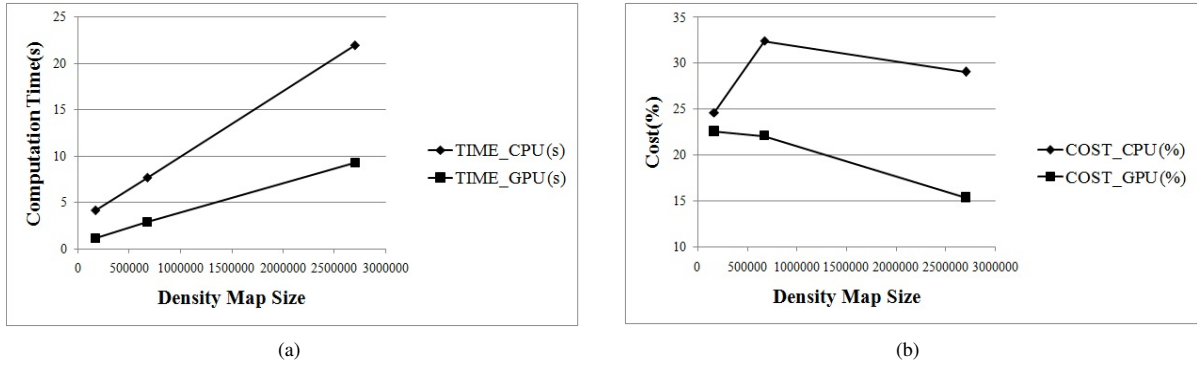 25
20
15
10
5
0
0 500000 1000000 1500000 2000000 2500000 3000000
Computation Time(s)
Density Map Size
TIME_CPU(s)
TIME_GPU(s)
(a)
35
30
25
20
15
10
0 500000 1000000 1500000 2000000 2500000 3000000
Cost(%)
Density Map Size
COST_CPU(%)
COST_GPU(%)
(b)